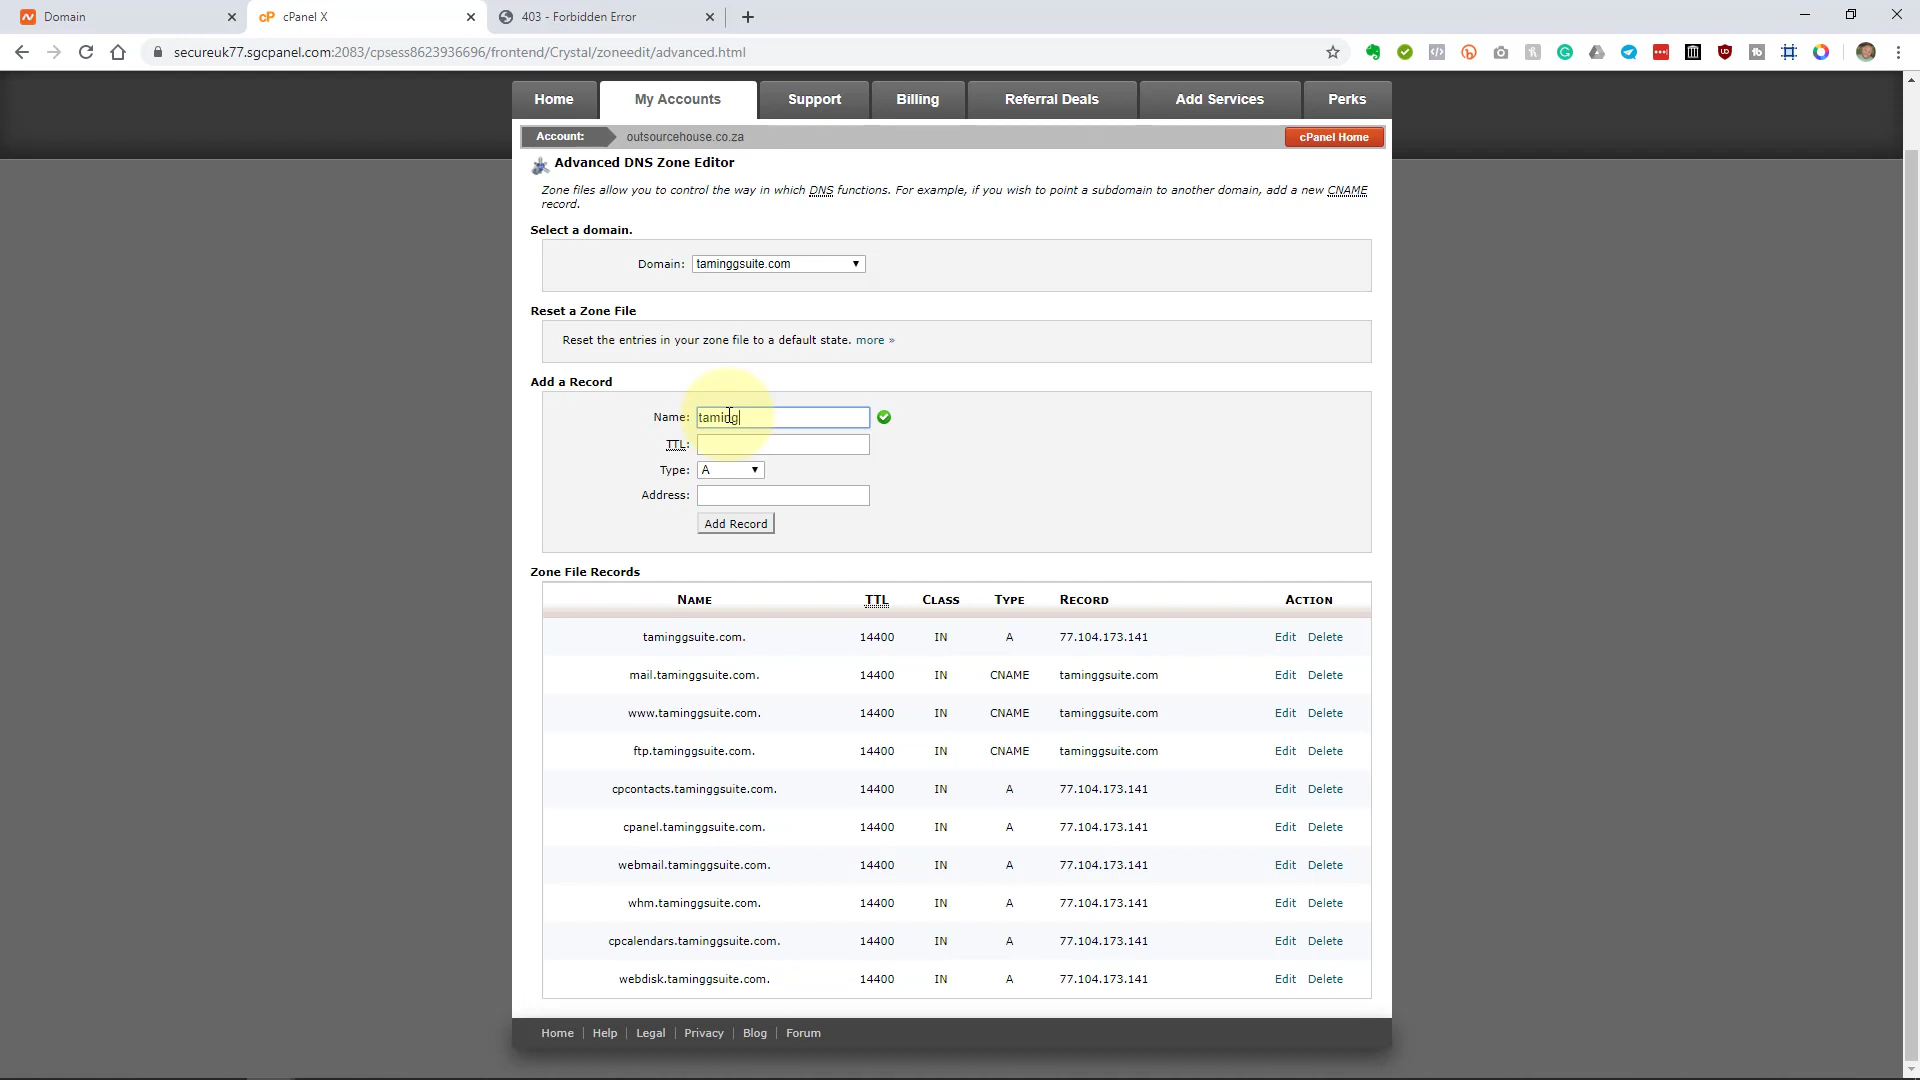 Domain
cPanel X
403 - Forbidden Error
secureuk77.sgcpanel.com:2083/cpsess8623936696/frontend/Crystal/zoneedit/advanced.html
Home
My Accounts
Support
Billing
Referral Deals
Add Services
Perks
Account:
outsourcehouse.co.za
cPanel Home
Advanced DNS Zone Editor
Zone files allow you to control the way in which DNS functions. For example, if you wish to point a subdomain to another domain, add a new CNAME
record.
Select a domain.
Domain: taminggsuite.com
Reset a Zone File
Reset the entries in your zone file to a default state. more »
Add a Record
Name: taming
TTL:
Type: A
Address:
Add Record
Zone File Records
NAME TTL CLASS TYPE RECORD ACTION
taminggsuite.com. 14400 IN A 77.104.173.141 Edit Delete
mail.taminggsuite.com. 14400 IN CNAME taminggsuite.com Edit Delete
www.taminggsuite.com. 14400 IN CNAME taminggsuite.com Edit Delete
ftp.taminggsuite.com. 14400 IN CNAME taminggsuite.com Edit Delete
cpcontacts.taminggsuite.com. 14400 IN A 77.104.173.141 Edit Delete
cpanel.taminggsuite.com. 14400 IN A 77.104.173.141 Edit Delete
webmail.taminggsuite.com. 14400 IN A 77.104.173.141 Edit Delete
whm.taminggsuite.com. 14400 IN A 77.104.173.141 Edit Delete
cpcalendars.taminggsuite.com. 14400 IN A 77.104.173.141 Edit Delete
webdisk.taminggsuite.com. 14400 IN A 77.104.173.141 Edit Delete
Home | Help | Legal | Privacy | Blog | Forum